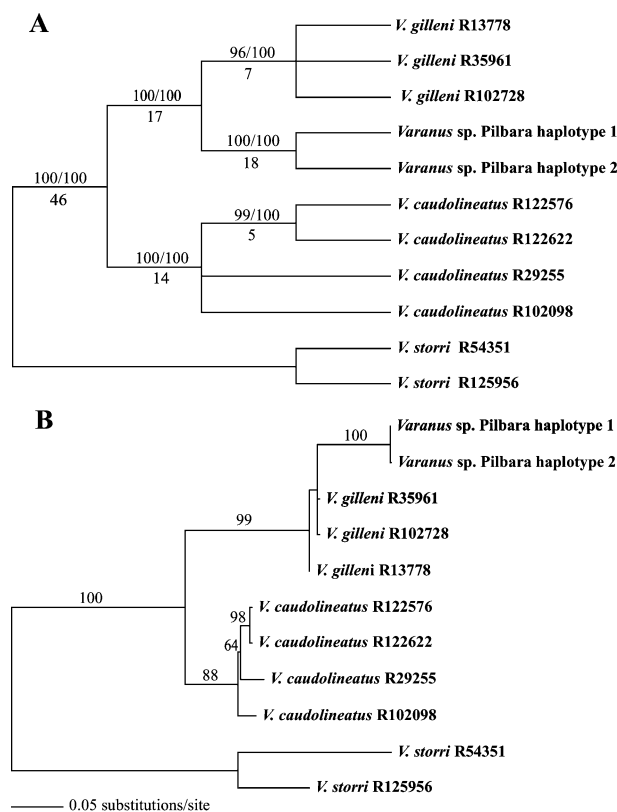 A
V. gilleni R13778
96/100
V. gilleni R35961
7
V. gilleni R102728
100/100
17
Varanus sp. Pilbara haplotype 1
100/100
18
Varanus sp. Pilbara haplotype 2
100/100
46
V. caudolineatus R122576
99/100
5
V. caudolineatus R122622
100/100
14
V. caudolineatus R29255
V. caudolineatus R102098
V. storri R54351
V. storri R125956
B
Varanus sp. Pilbara haplotype 1
100
Varanus sp. Pilbara haplotype 2
V. gilleni R35961
99
V. gilleni R102728
V. gilleni R13778
100
V. caudolineatus R122576
98
V. caudolineatus R122622
64
88
V. caudolineatus R29255
V. caudolineatus R102098
V. storri R54351
V. storri R125956
0.05 substitutions/site